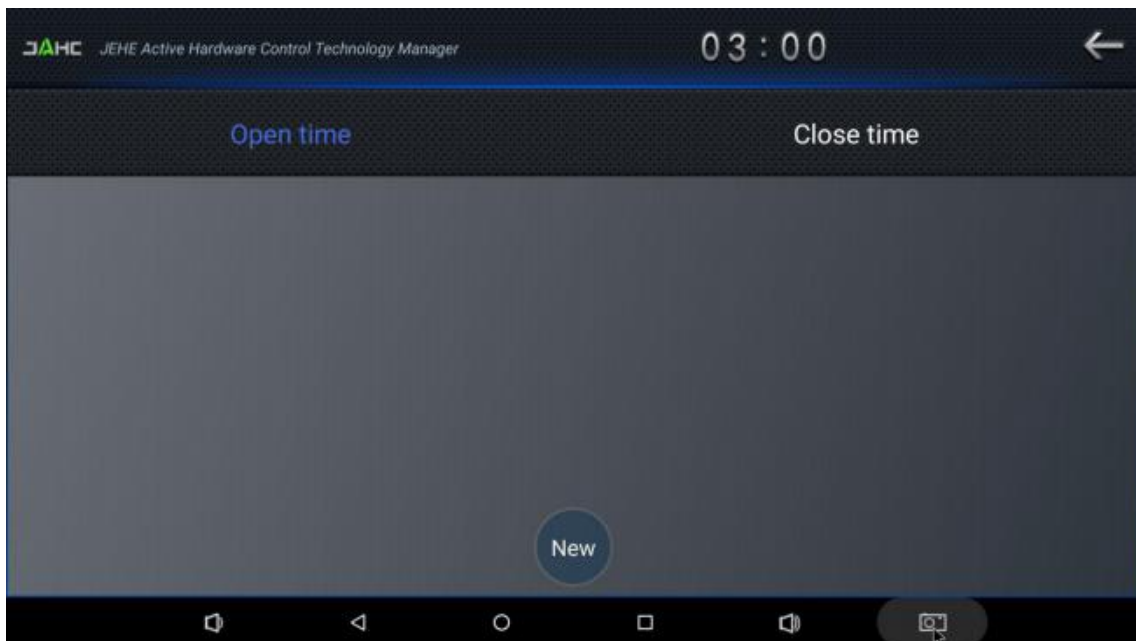 JAHC JEHE Active Hardware Control Technology Manager 03:00
Open time Close time
New